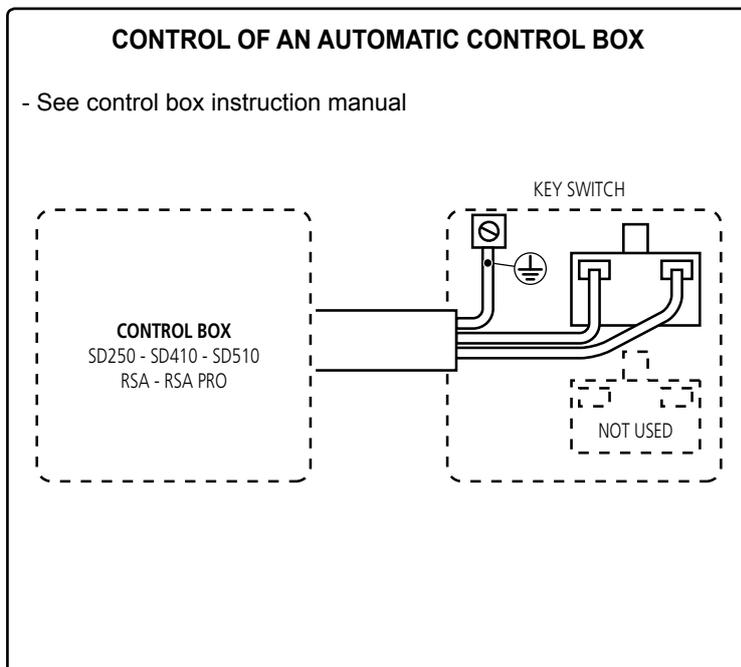 CONTROL OF AN AUTOMATIC CONTROL BOX
- See control box instruction manual
KEY SWITCH
CONTROL BOX
SD250 - SD410 - SD510
RSA - RSA PRO
NOT USED